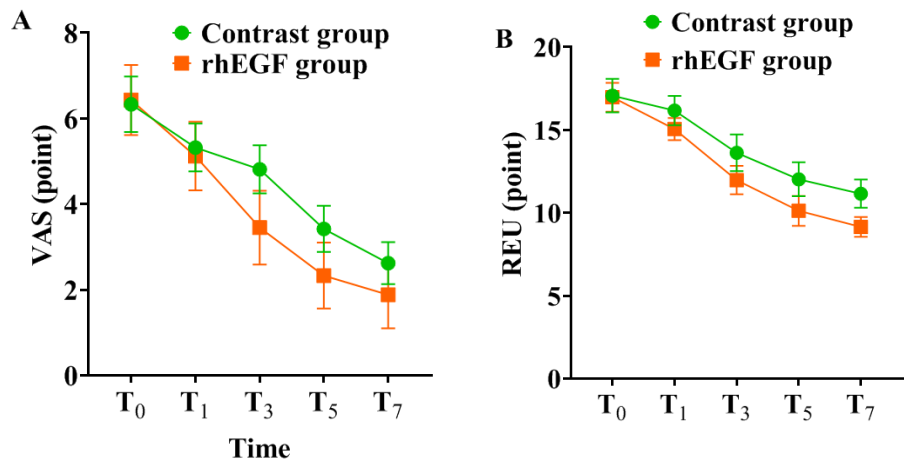 A
Contrast group
rhEGF group
VAS (point)
8
6
4
2
0
T₀ T₁ T₃ T₅ T₇
Time
B
Contrast group
rhEGF group
REU (point)
20
15
10
5
0
T₀ T₁ T₃ T₅ T₇